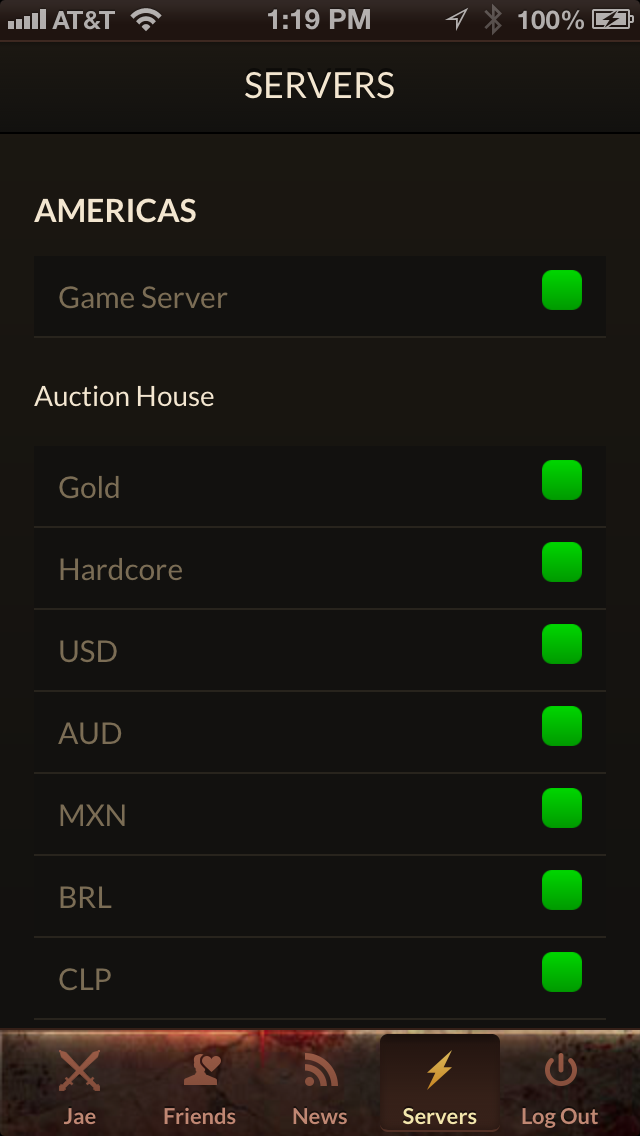 AT&T 1:19 PM 100%
SERVERS
AMERICAS
Game Server
Auction House
Gold
Hardcore
USD
AUD
MXN
BRL
CLP
Jae Friends News Servers Log Out